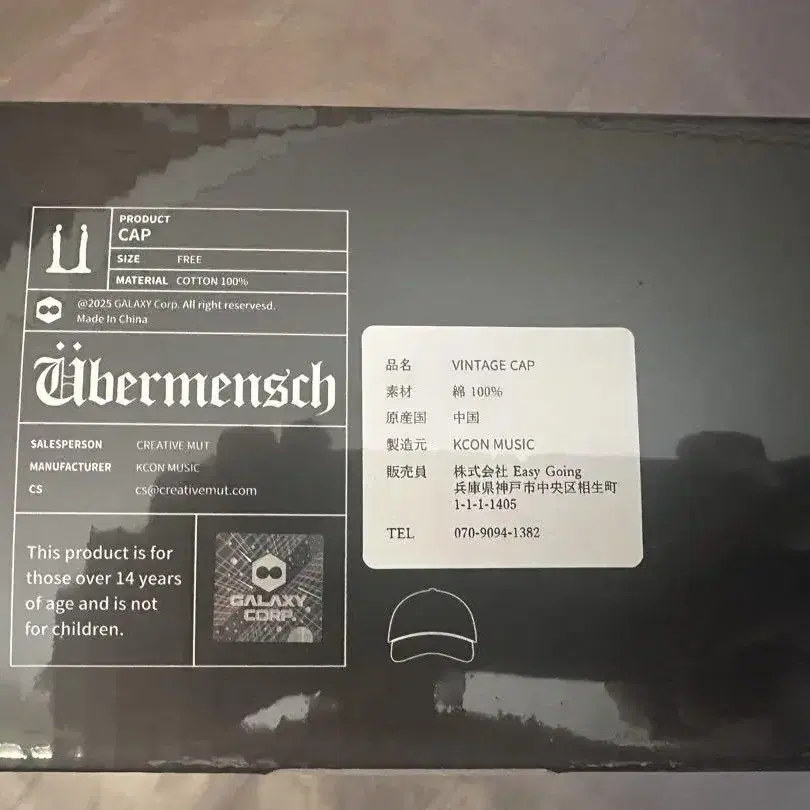 PRODUCT
CAP
SIZE FREE
MATERIAL COTTON 100%
@2025 GALAXY Corp. All right reservesd.
Made In China
Übermensch
SALESPERSON CREATIVE MUT
MANUFACTURER KCON MUSIC
CS cs@creativemut.com
This product is for
those over 14 years
of age and is not
for children.
GALAXY
CORP.
品名 VINTAGE CAP
素材 綿 100%
原産国 中国
製造元 KCON MUSIC
販売員 株式会社 Easy Going
兵庫県神戸市中央区相生町
1-1-1-1405
TEL 070-9094-1382